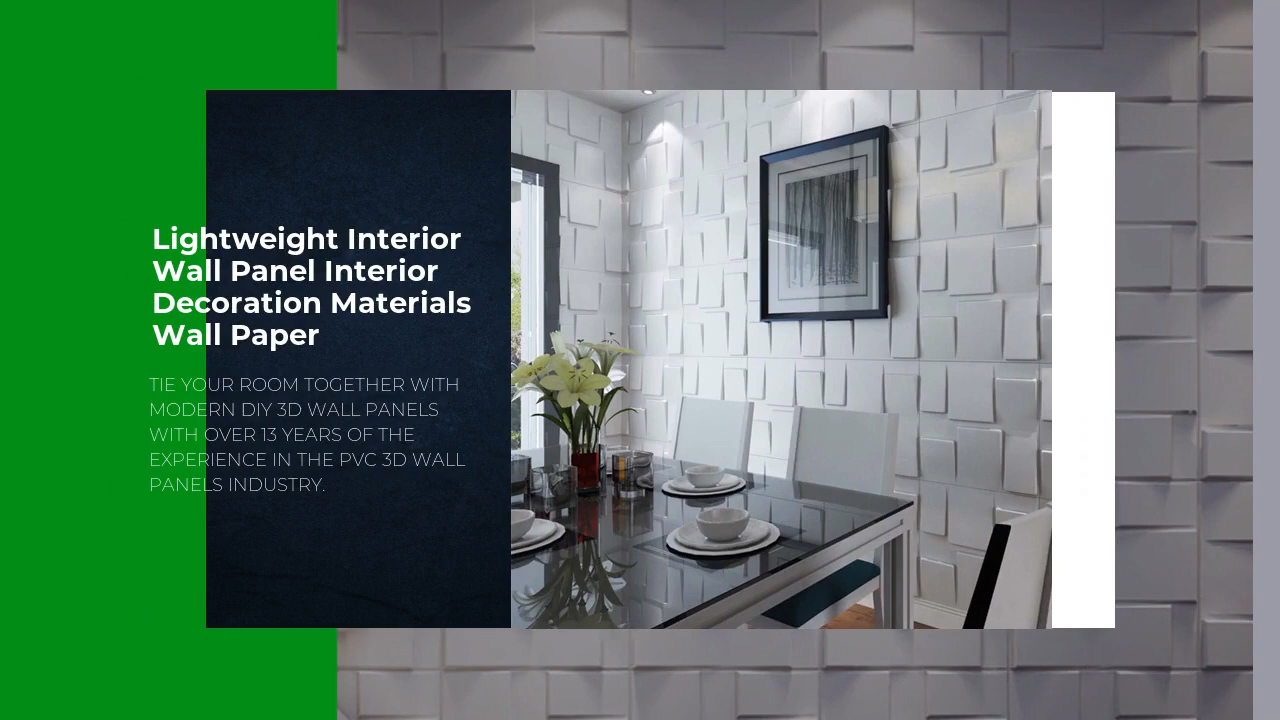 Lightweight Interior
Wall Panel Interior
Decoration Materials
Wall Paper
TIE YOUR ROOM TOGETHER WITH
MODERN DIY 3D WALL PANELS
WITH OVER 13 YEARS OF THE
EXPERIENCE IN THE PVC 3D WALL
PANELS INDUSTRY.